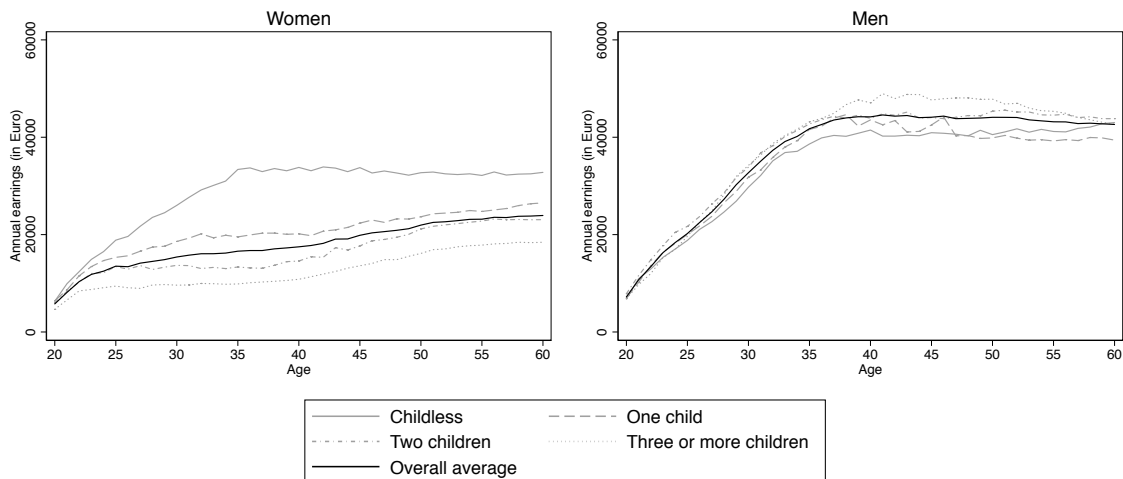 Women
Men
Annual earnings (in Euro)
0 20000 40000 60000
20 25 30 35 40 45 50 55 60
Age
Annual earnings (in Euro)
0 20000 40000 60000
20 25 30 35 40 45 50 55 60
Age
Childless
One child
Two children
Three or more children
Overall average